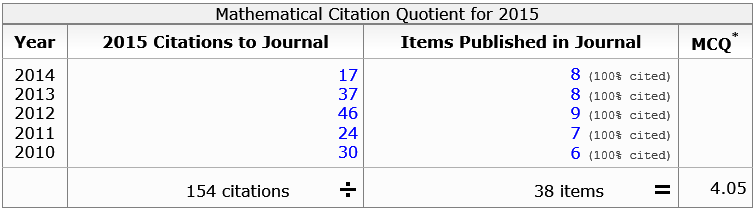 Mathematical Citation Quotient for 2015
Year 2015 Citations to Journal Items Published in Journal MCQ*
2014 17 8 (100% cited)
2013 37 8 (100% cited)
2012 46 9 (100% cited)
2011 24 7 (100% cited)
2010 30 6 (100% cited)
154 citations ÷ 38 items = 4.05